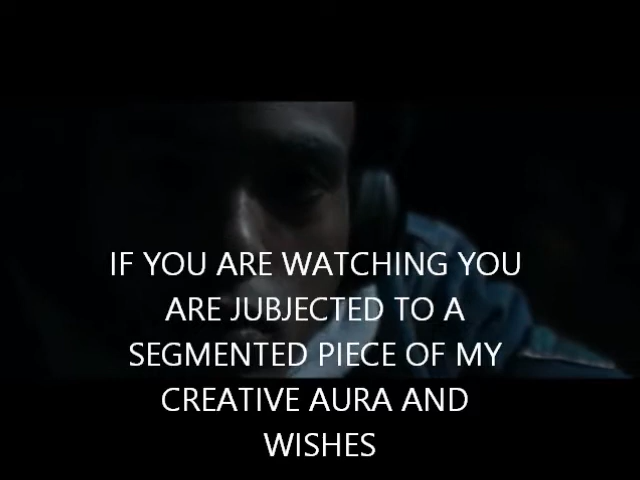 IF YOU ARE WATCHING YOU
ARE JUBJECTED TO A
SEGMENTED PIECE OF MY
CREATIVE AURA AND
WISHES